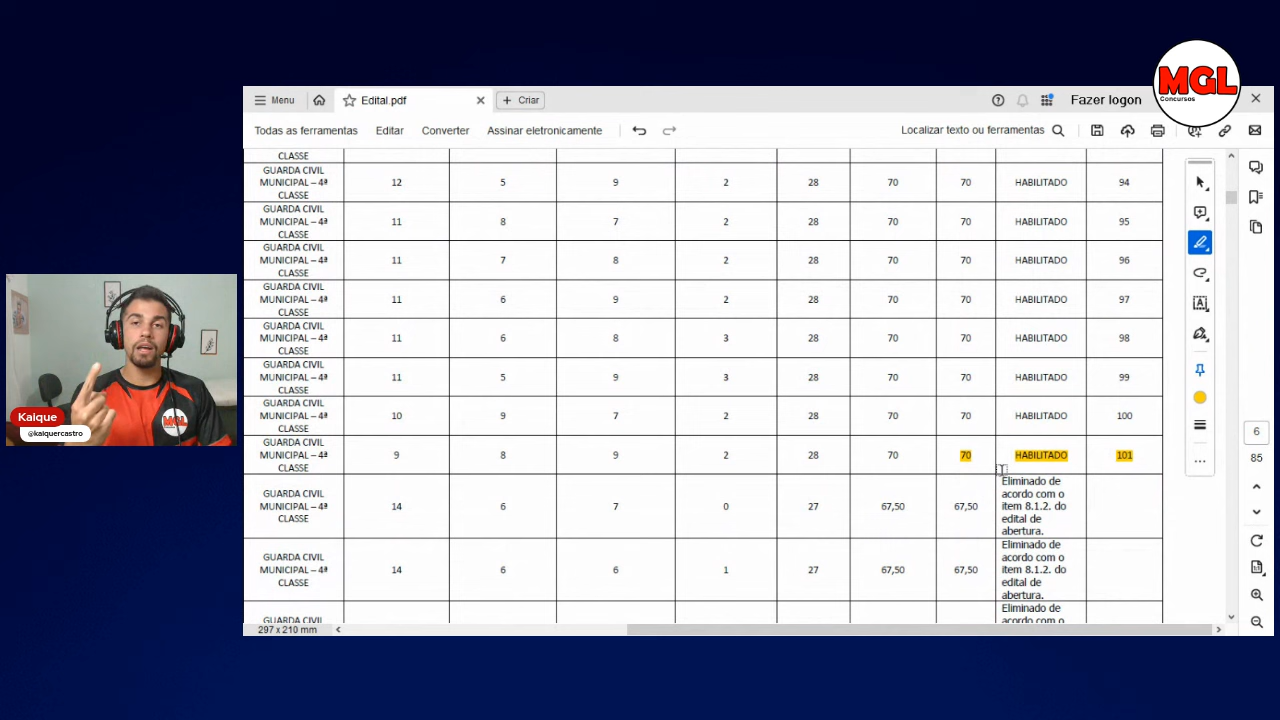 MGL
Concursos
Menu
Edital.pdf
Criar
Fazer logon
Todas as ferramentas
Editar
Converter
Assinar eletronicamente
Localizar texto ou ferramentas
CLASSE
GUARDA CIVIL
MUNICIPAL – 4ª
CLASSE
12 5 9 2 28 70 70 HABILITADO 94
GUARDA CIVIL
MUNICIPAL – 4ª
CLASSE
11 8 7 2 28 70 70 HABILITADO 95
GUARDA CIVIL
MUNICIPAL – 4ª
CLASSE
11 7 8 2 28 70 70 HABILITADO 96
GUARDA CIVIL
MUNICIPAL – 4ª
CLASSE
11 6 9 2 28 70 70 HABILITADO 97
GUARDA CIVIL
MUNICIPAL – 4ª
CLASSE
11 6 8 3 28 70 70 HABILITADO 98
GUARDA CIVIL
MUNICIPAL – 4ª
CLASSE
11 5 9 3 28 70 70 HABILITADO 99
GUARDA CIVIL
MUNICIPAL – 4ª
CLASSE
10 9 7 2 28 70 70 HABILITADO 100
GUARDA CIVIL
MUNICIPAL – 4ª
CLASSE
9 8 9 2 28 70 70 HABILITADO 101
GUARDA CIVIL
MUNICIPAL – 4ª
CLASSE
14 6 7 0 27 67,50 67,50
Eliminado de
acordo com o
item 8.1.2. do
edital de
abertura.
GUARDA CIVIL
MUNICIPAL – 4ª
CLASSE
14 6 6 1 27 67,50 67,50
Eliminado de
acordo com o
item 8.1.2. do
edital de
abertura.
GUARDA CIVIL
Eliminado de
acordo com o
297 x 210 mm
6
85
MGL
Kaique
@kaiquercastro